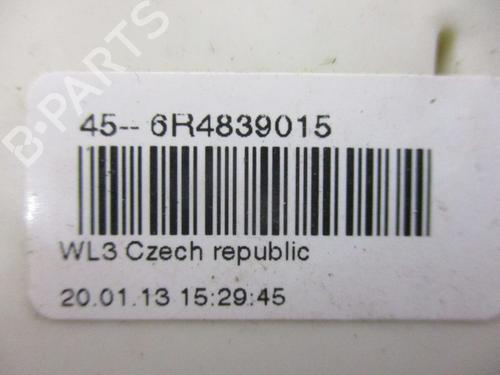 B-PARTS
45-- 6R4839015
WL3 Czech republic
20.01.13 15:29:45